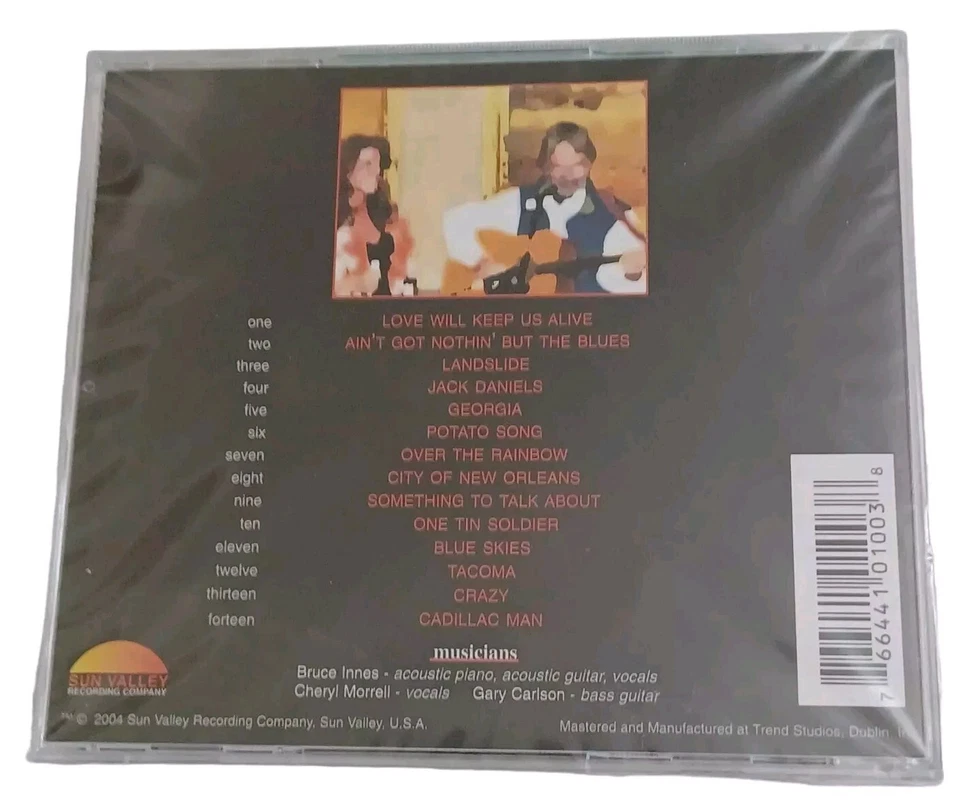 one LOVE WILL KEEP US ALIVE
two AIN'T GOT NOTHIN' BUT THE BLUES
three LANDSLIDE
four JACK DANIELS
five GEORGIA
six POTATO SONG
seven OVER THE RAINBOW
eight CITY OF NEW ORLEANS
nine SOMETHING TO TALK ABOUT
ten ONE TIN SOLDIER
eleven BLUE SKIES
twelve TACOMA
thirteen CRAZY
forteen CADILLAC MAN
musicians
Bruce Innes - acoustic piano, acoustic guitar, vocals
Cheryl Morrell - vocals Gary Carlson - bass guitar
SUN VALLEY
RECORDING COMPANY
™ © 2004 Sun Valley Recording Company, Sun Valley, U.S.A.
Mastered and Manufactured at Trend Studios, Dublin
7 66441 01003 8